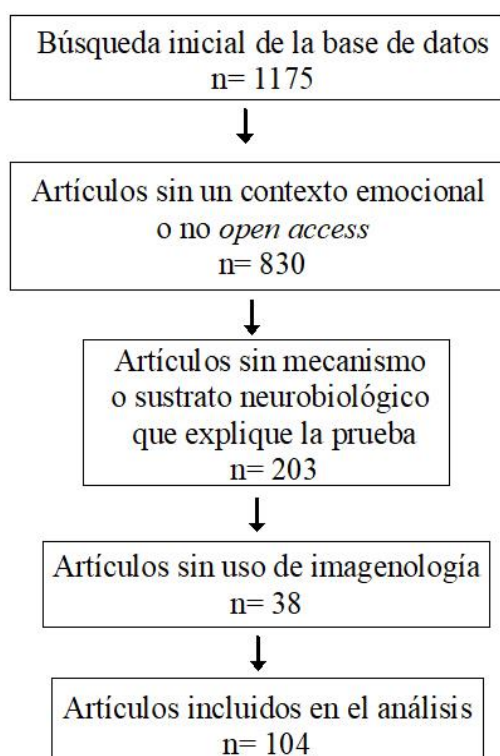 Búsqueda inicial de la base de datos
n= 1175
Artículos sin un contexto emocional
o no open access
n= 830
Artículos sin mecanismo
o sustrato neurobiológico
que explique la prueba
n= 203
Artículos sin uso de imagenología
n= 38
Artículos incluidos en el análisis
n= 104